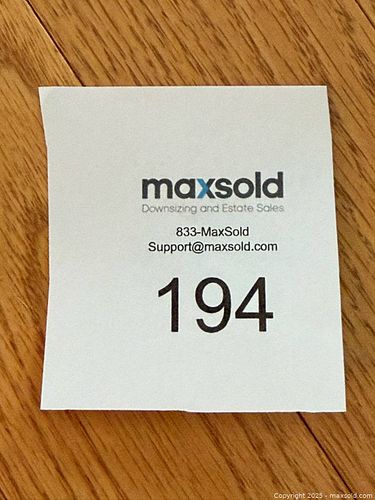 maxsold
Downsizing and Estate Sales
833-MaxSold
Support@maxsold.com
194
Copyright 2025 - maxsold.com